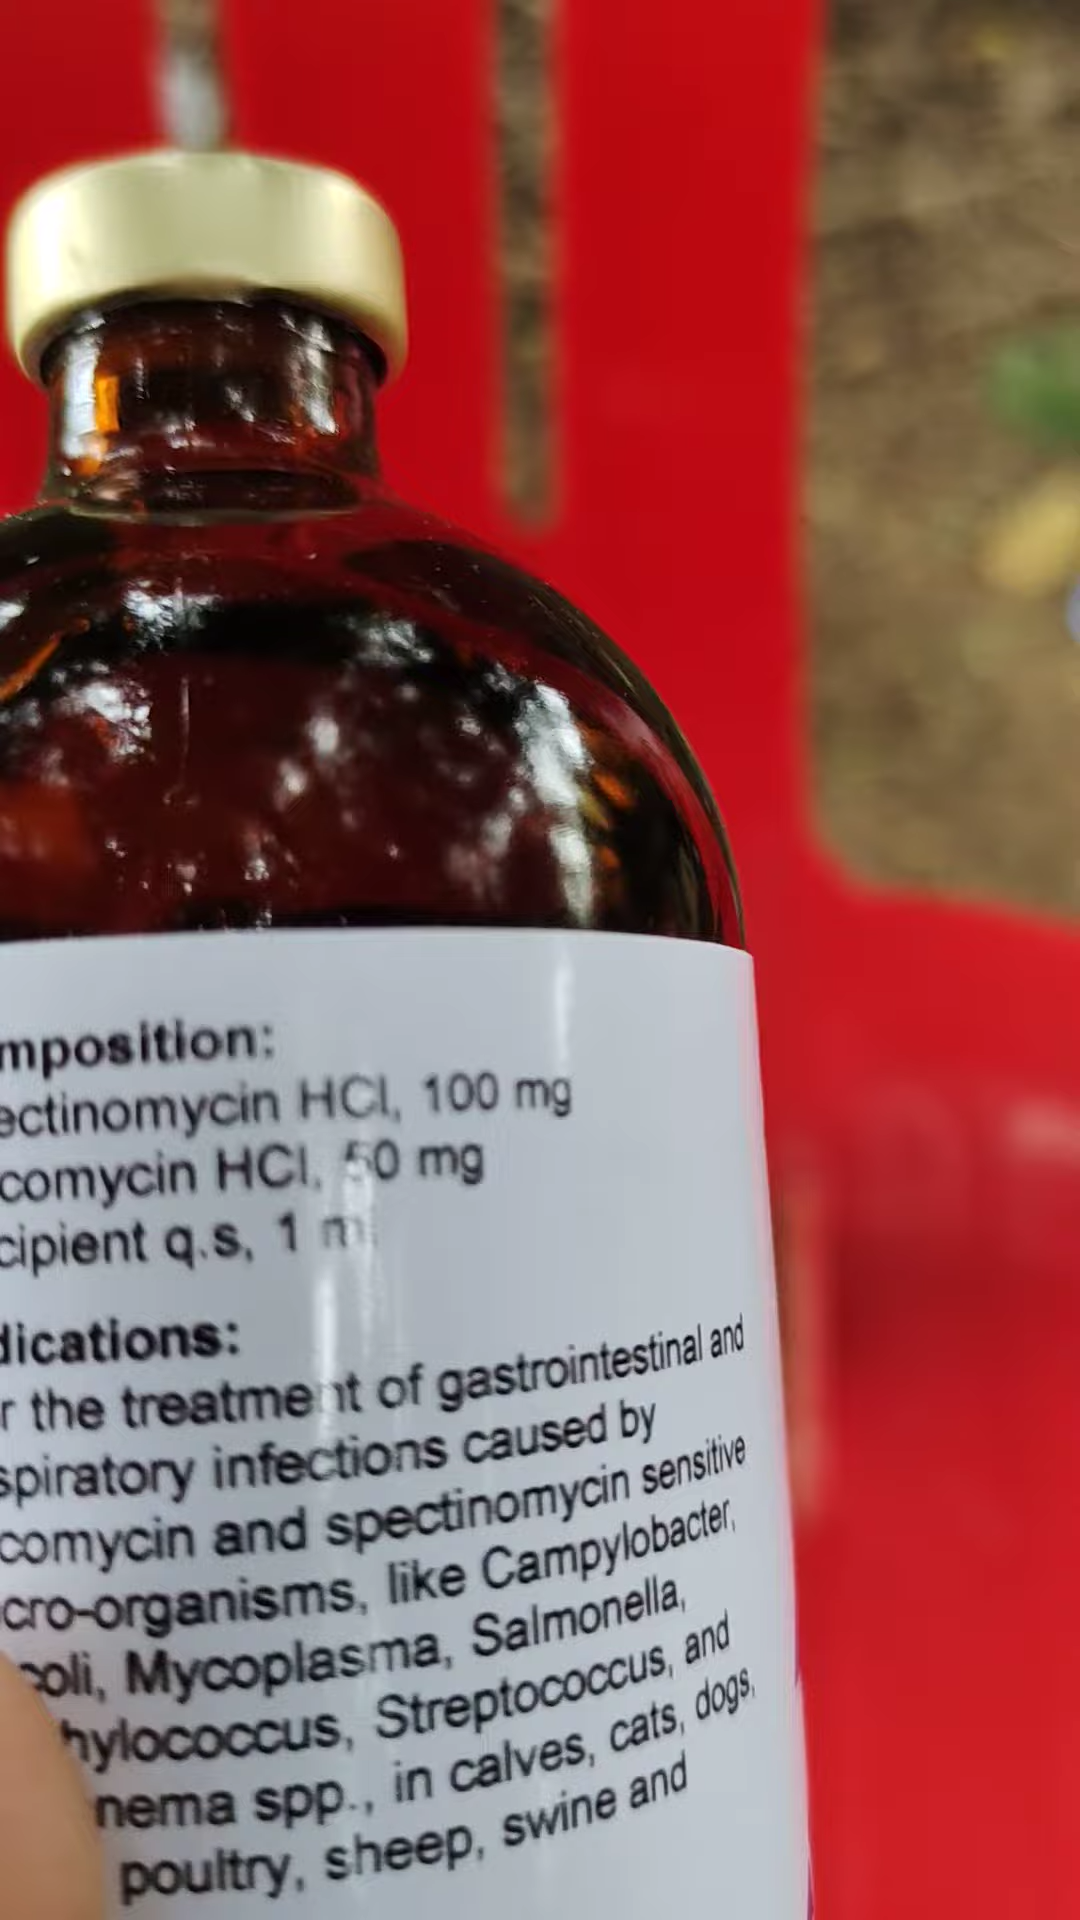 mposition:
ectinomycin HCl, 100 mg
comycin HCl, 50 mg
cipient q.s, 1 m
dications:
r the treatment of gastrointestinal and
spiratory infections caused by
comycin and spectinomycin sensitive
cro-organisms, like Campylobacter,
coli, Mycoplasma, Salmonella,
hylococcus, Streptococcus, and
nema spp., in calves, cats, dogs,
poultry, sheep, swine and